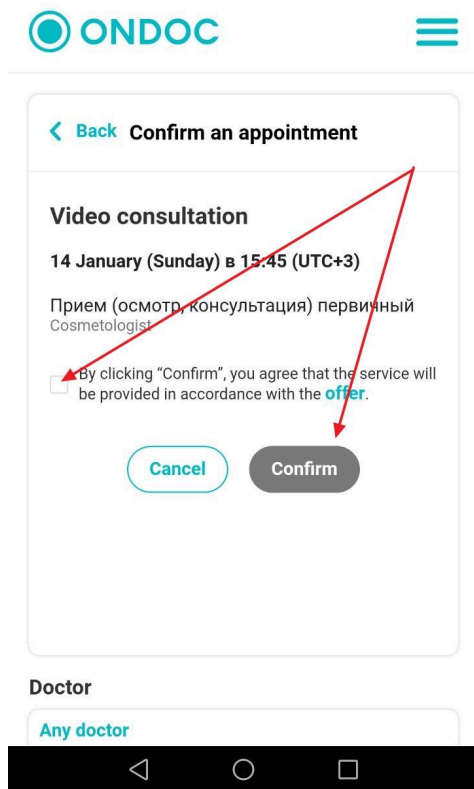 ONDOC
Back Confirm an appointment
Video consultation
14 January (Sunday) в 15:45 (UTC+3)
Прием (осмотр, консультация) первичный
Cosmetologist
By clicking “Confirm”, you agree that the service will
be provided in accordance with the offer.
Cancel Confirm
Doctor
Any doctor